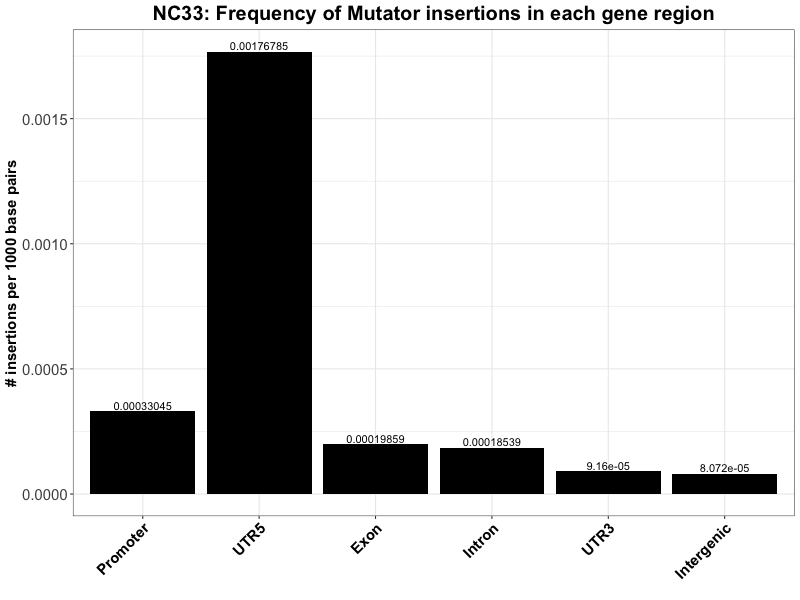 NC33: Frequency of Mutator insertions in each gene region
# insertions per 1000 base pairs
0.0015
0.0010
0.0005
0.0000
0.00176785
0.00033045
0.00019859
0.00018539
9.16e-05
8.072e-05
Promoter
UTR5
Exon
Intron
UTR3
Intergenic